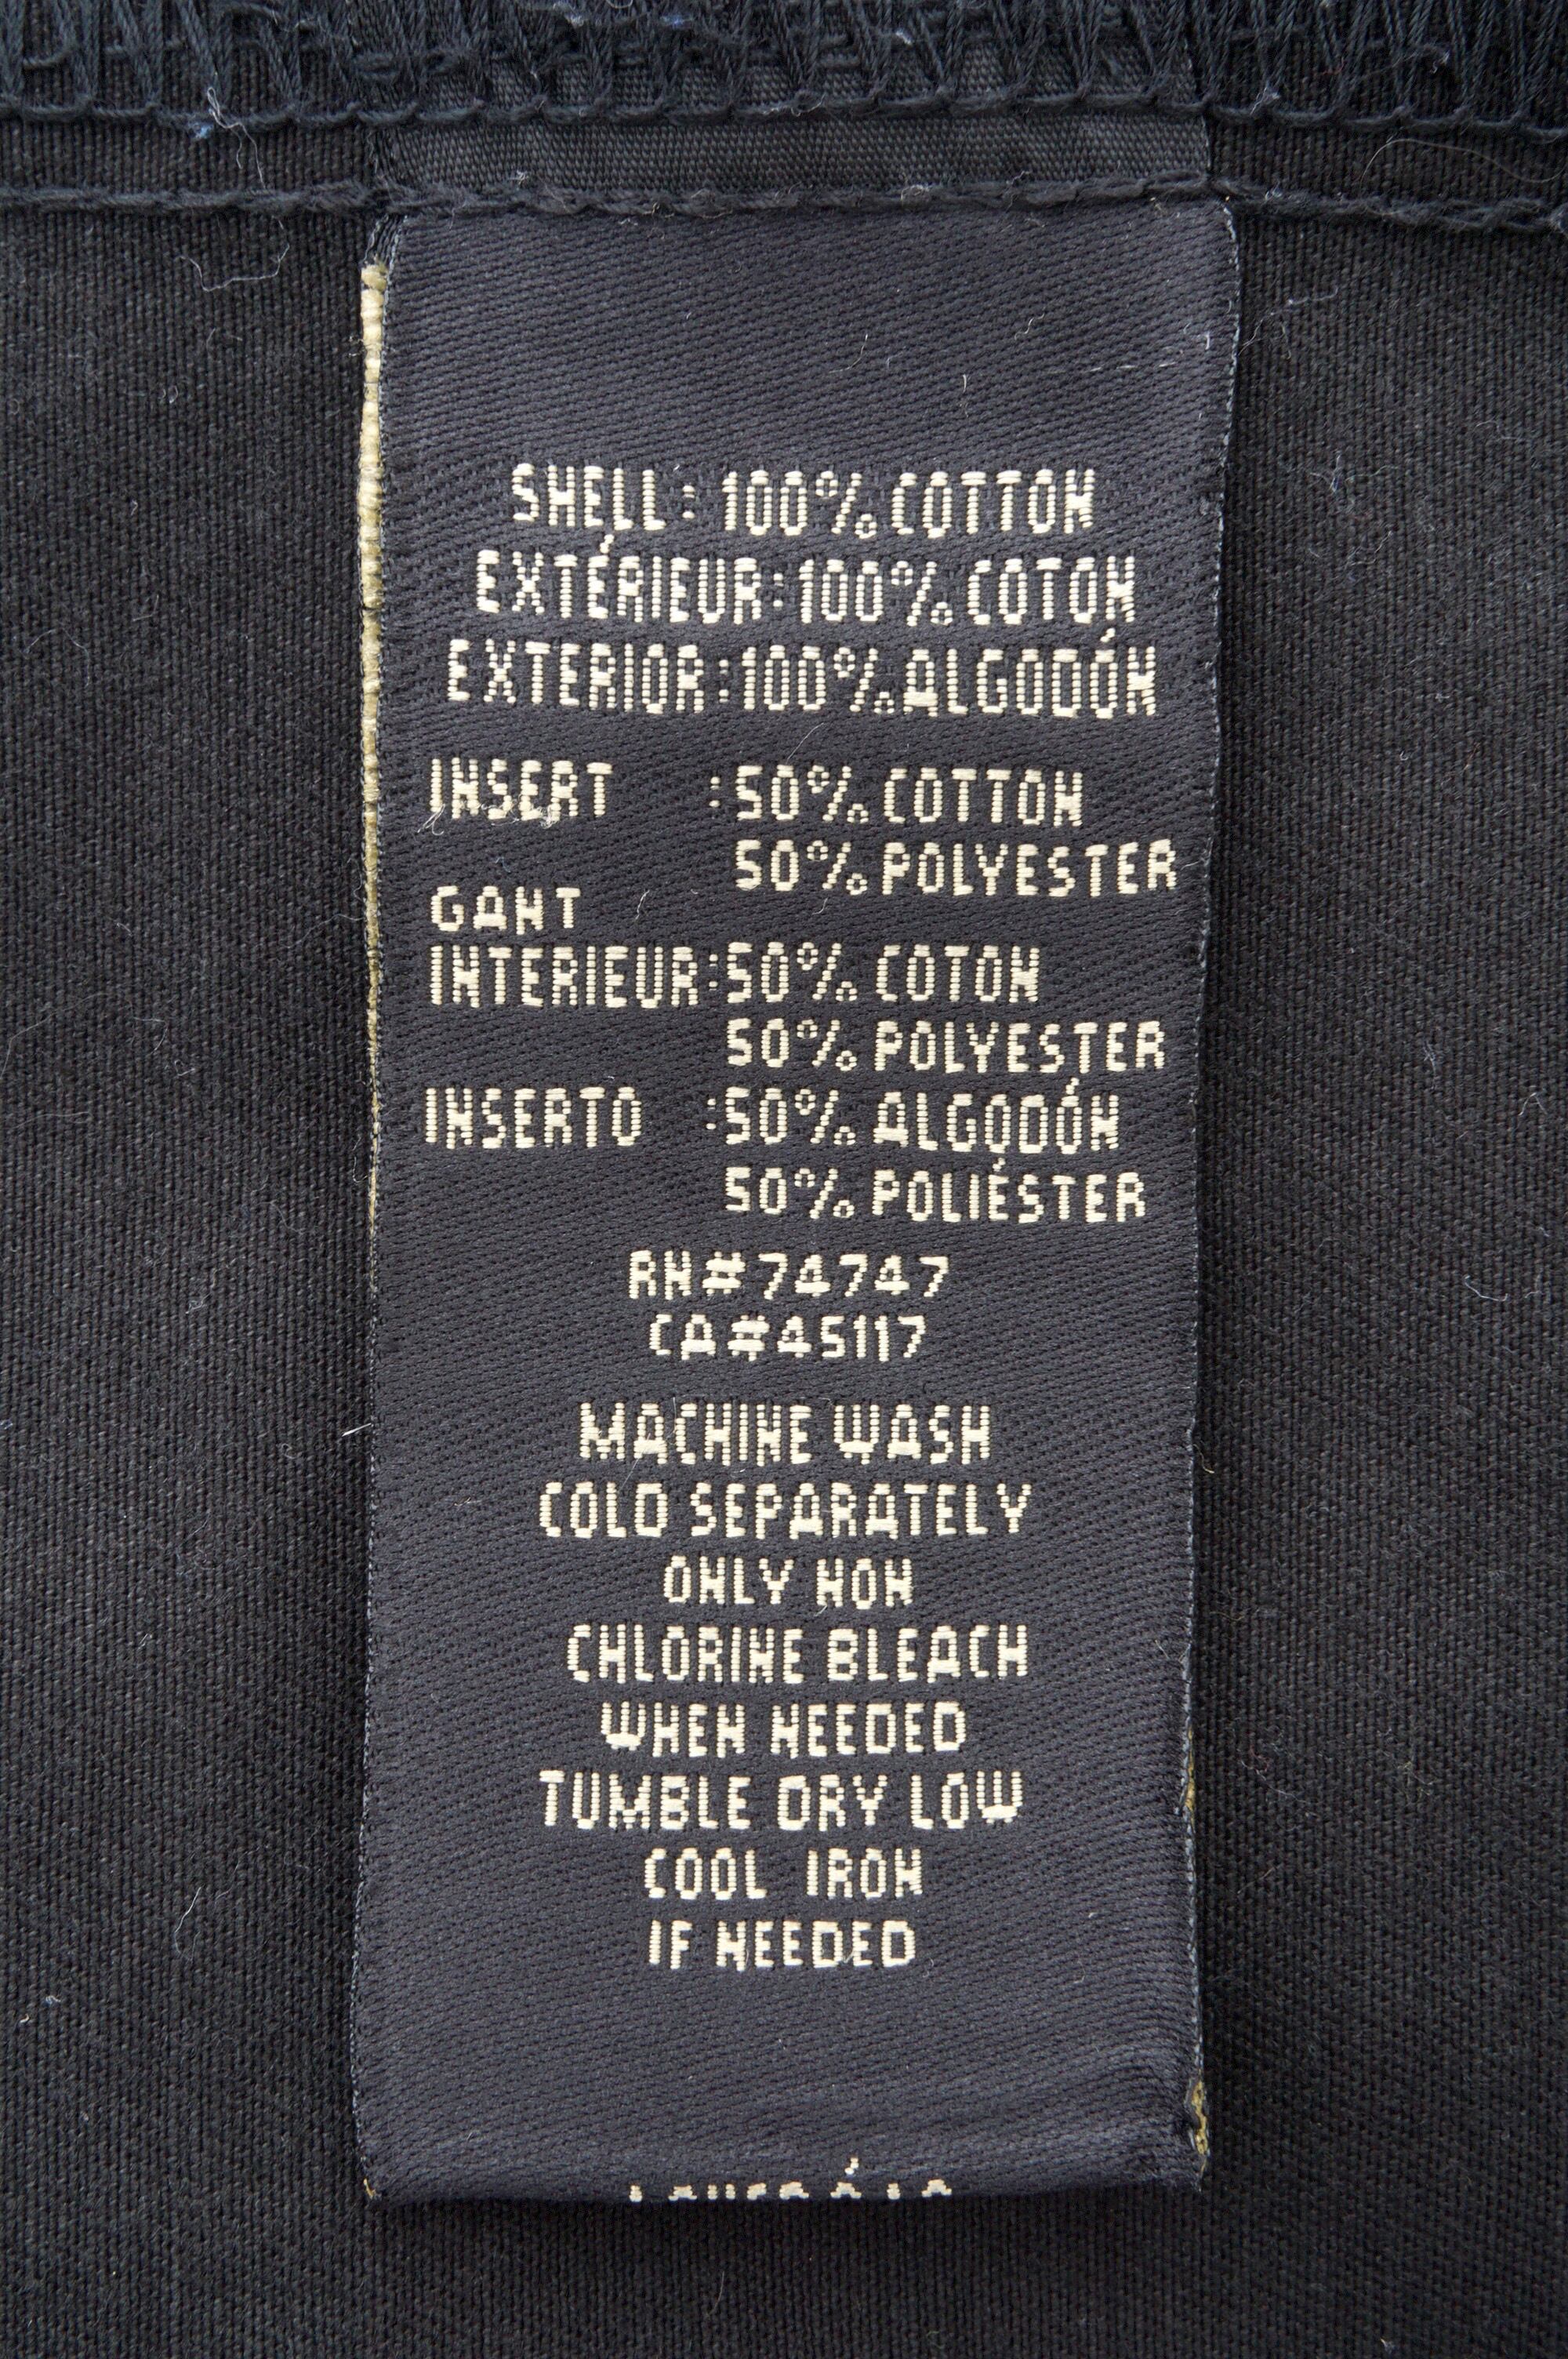 SHELL: 100% COTTON
EXTÉRIEUR: 100% COTON
EXTERIOR: 100% ALGODÓN
INSERT : 50% COTTON
50% POLYESTER
GANT
INTERIEUR: 50% COTON
50% POLYESTER
INSERTO : 50% ALGODÓN
50% POLIÉSTER
RN#74747
CA#45117
MACHINE WASH
COLD SEPARATELY
ONLY NON
CHLORINE BLEACH
WHEN NEEDED
TUMBLE DRY LOW
COOL IRON
IF NEEDED